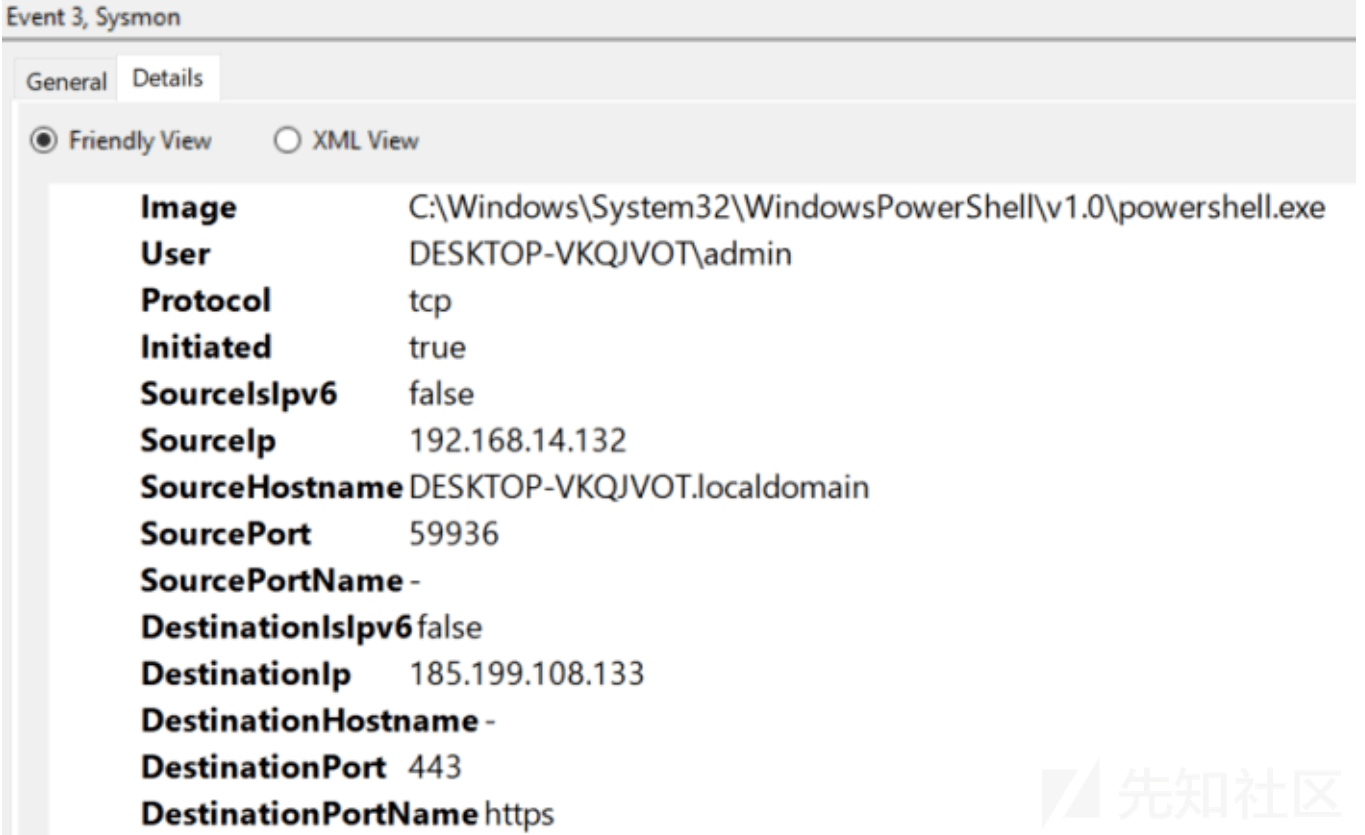 Event 3, Sysmon
General Details
Friendly View XML View
Image C:\Windows\System32\WindowsPowerShell\v1.0\powershell.exe
User DESKTOP-VKQJVOT\admin
Protocol tcp
Initiated true
SourceIsIpv6 false
SourceIp 192.168.14.132
SourceHostname DESKTOP-VKQJVOT.localdomain
SourcePort 59936
SourcePortName -
DestinationIsIpv6 false
DestinationIp 185.199.108.133
DestinationHostname -
DestinationPort 443
DestinationPortName https
先知社区